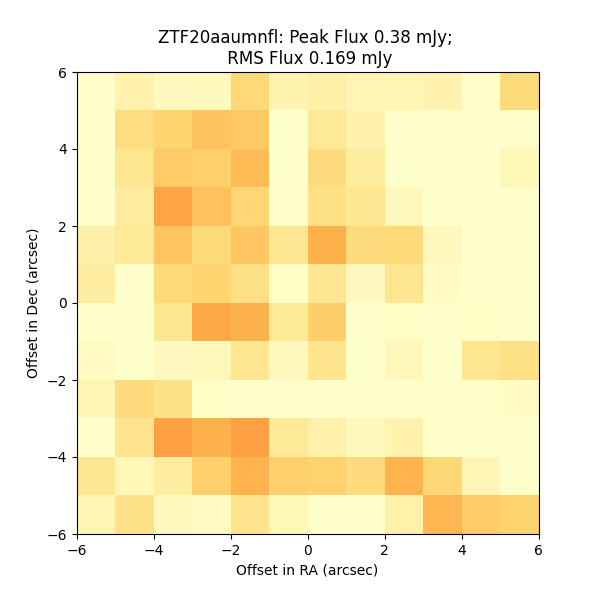 ZTF20aaumnfl: Peak Flux 0.38 mJy;
RMS Flux 0.169 mJy
6
4
2
0
−2
−4
−6
Offset in Dec (arcsec)
−6 −4 −2 0 2 4 6
Offset in RA (arcsec)